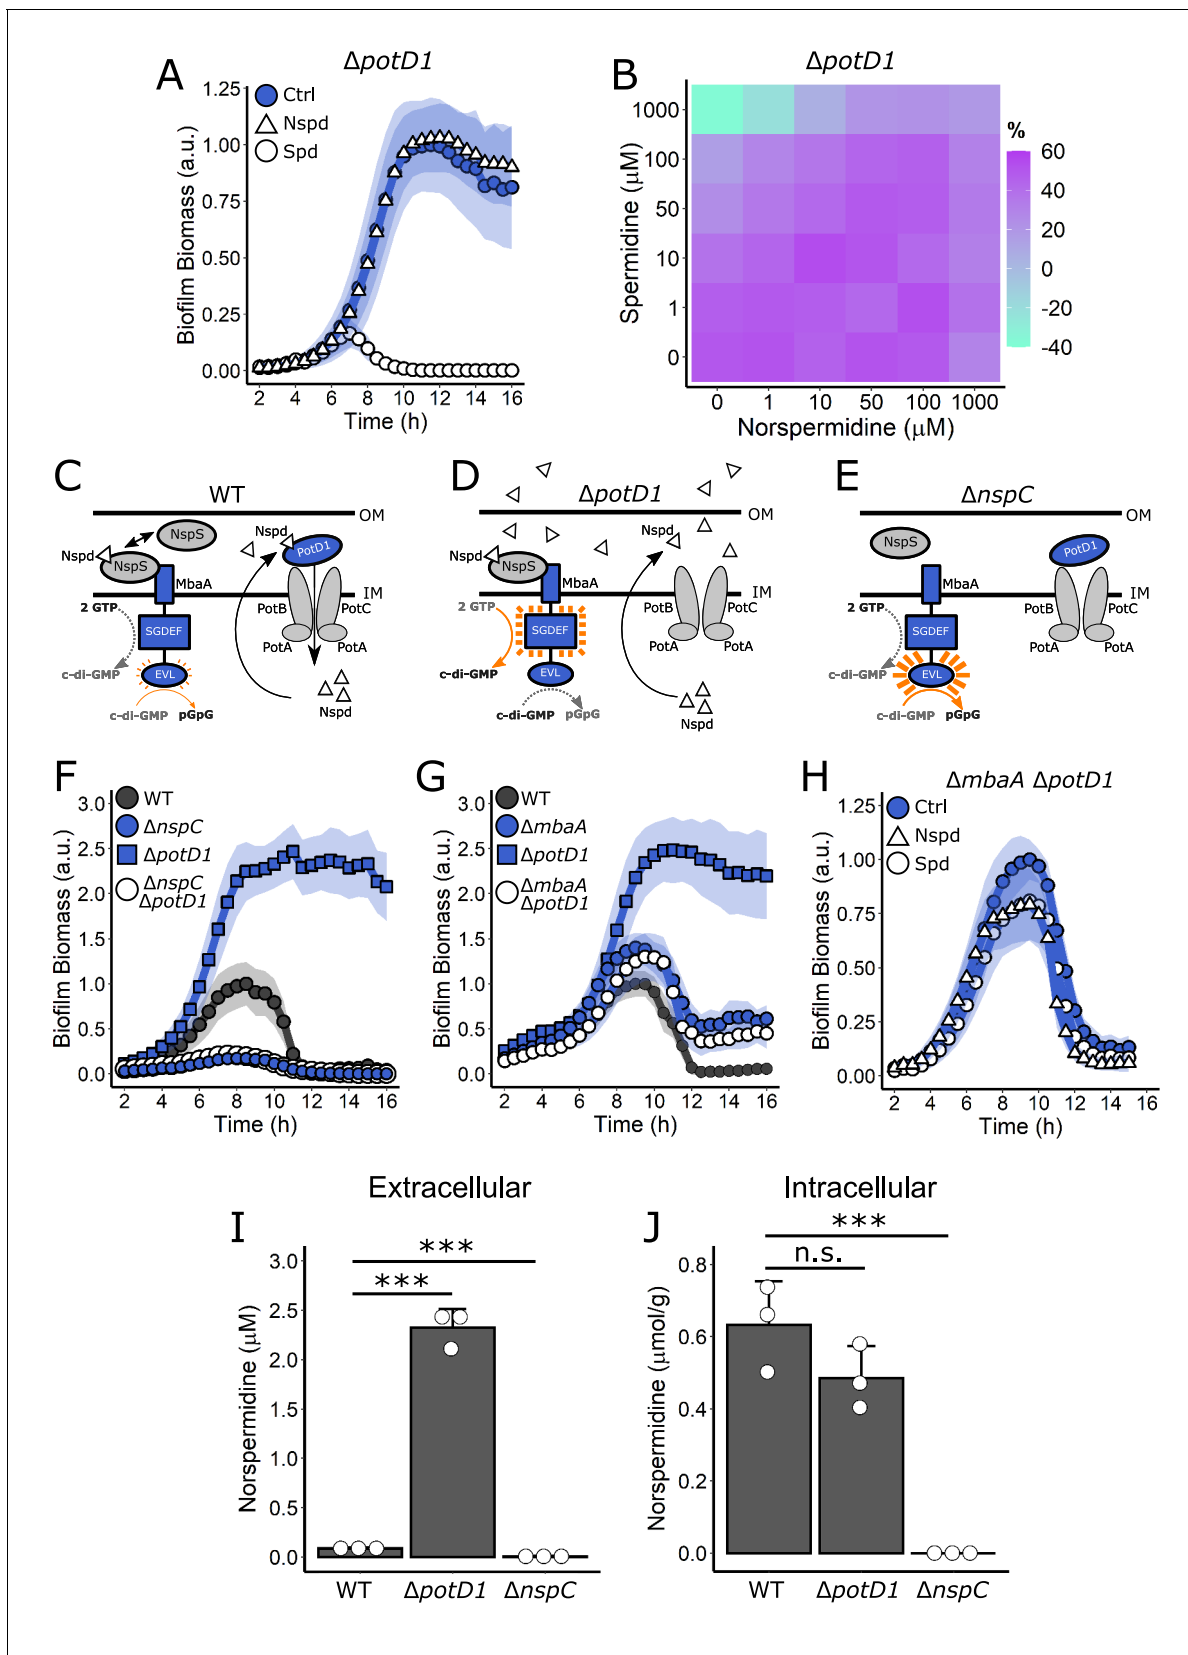 A
ΔpotD1
Biofilm Biomass (a.u.)
1.25
1.00
0.75
0.50
0.25
0.00
Ctrl
Nspd
Spd
2 4 6 8 10 12 14 16
Time (h)
B
ΔpotD1
Spermidine (μM)
1000
100
50
10
1
0
0 1 10 50 100 1000
Norspermidine (μM)
%
60
40
20
0
-20
-40
C
WT
OM
NspS
Nspd
NspS
MbaA
2 GTP
SGDEF
c-di-GMP
EVL
c-di-GMP pGpG
Nspd
PotD1
IM
PotB PotC
PotA PotA
Nspd
D
ΔpotD1
OM
Nspd
NspS
MbaA
2 GTP
SGDEF
c-di-GMP
EVL
c-di-GMP pGpG
Nspd
IM
PotB PotC
PotA PotA
Nspd
E
ΔnspC
OM
NspS
PotD1
MbaA
IM
2 GTP
SGDEF
c-di-GMP
EVL
c-di-GMP pGpG
PotB PotC
PotA PotA
F
Biofilm Biomass (a.u.)
3.0
2.5
2.0
1.5
1.0
0.5
0.0
WT
ΔnspC
ΔpotD1
ΔnspC
ΔpotD1
2 4 6 8 10 12 14 16
Time (h)
G
Biofilm Biomass (a.u.)
3.0
2.5
2.0
1.5
1.0
0.5
0.0
WT
ΔmbaA
ΔpotD1
ΔmbaA
ΔpotD1
2 4 6 8 10 12 14 16
Time (h)
H
ΔmbaA ΔpotD1
Biofilm Biomass (a.u.)
1.25
1.00
0.75
0.50
0.25
0.00
Ctrl
Nspd
Spd
2 4 6 8 10 12 14 16
Time (h)
Extracellular
I
Norspermidine (μM)
3.0
2.5
2.0
1.5
1.0
0.5
0.0
***
***
WT ΔpotD1 ΔnspC
Intracellular
J
Norspermidine (μmol/g)
0.8
0.6
0.4
0.2
0.0
***
n.s.
WT ΔpotD1 ΔnspC